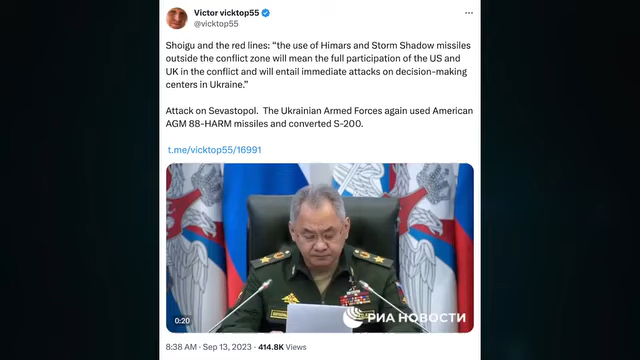 Victor vicktop55
@vicktop55
Shoigu and the red lines: “the use of Himars and Storm Shadow missiles
outside the conflict zone will mean the full participation of the US and
UK in the conflict and will entail immediate attacks on decision-making
centers in Ukraine.”
Attack on Sevastopol.  The Ukrainian Armed Forces again used American
AGM 88-HARM missiles and converted S-200.
t.me/vicktop55/16991
РИА НОВОСТИ
0:20
8:38 AM · Sep 13, 2023 · 414.8K Views